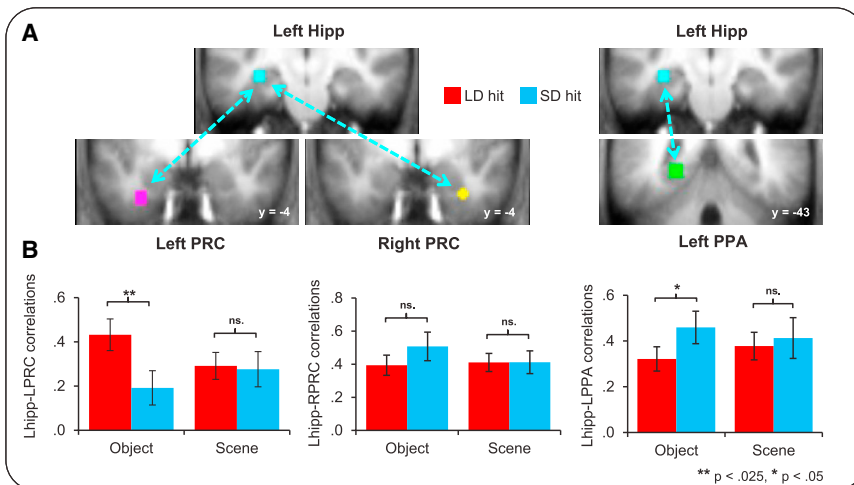 A
Left Hipp
Left Hipp
LD hit
SD hit
y = -4
y = -4
y = -43
Left PRC
Right PRC
Left PPA
B
Lhipp-LPRC correlations
.6
.4
.2
.0
**
ns.
Object
Scene
Lhipp-RPRC correlations
.8
.6
.4
.2
.0
ns.
ns.
Object
Scene
Lhipp-LPPA correlations
.6
.4
.2
.0
*
ns.
Object
Scene
** p < .025, * p < .05